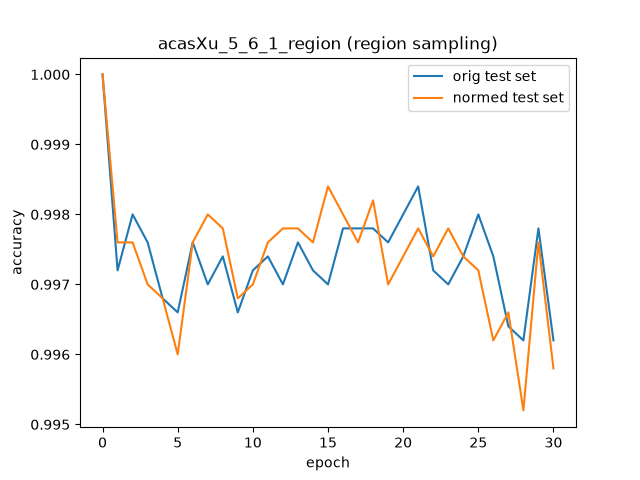 acasXu_5_6_1_region (region sampling)
orig test set
normed test set
accuracy
1.000
0.999
0.998
0.997
0.996
0.995
0 5 10 15 20 25 30
epoch